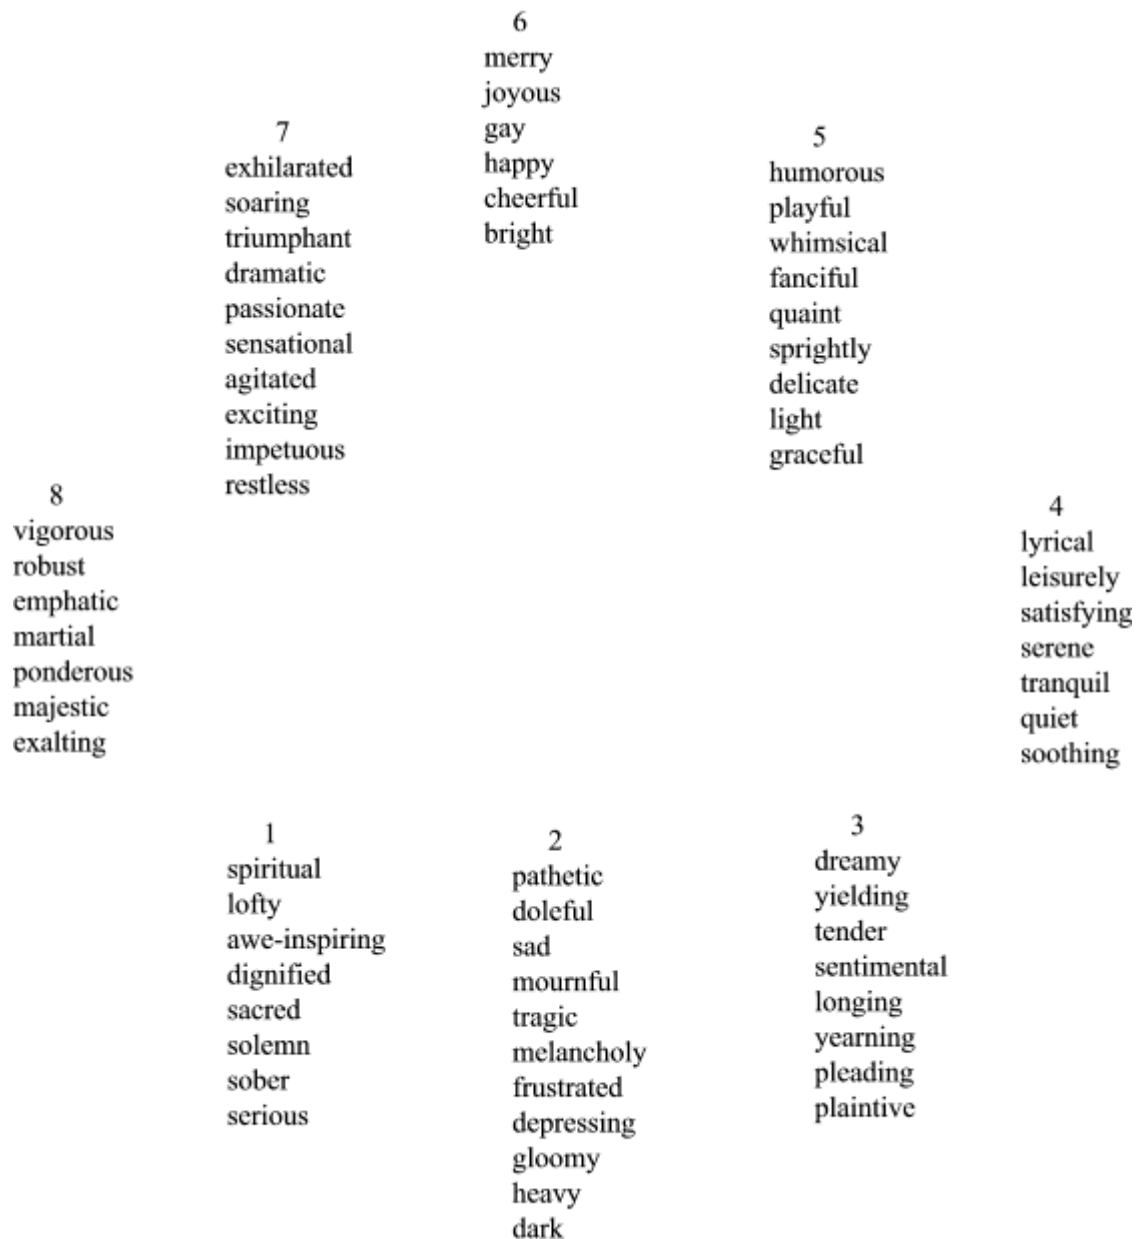 6
merry
joyous
gay
happy
cheerful
bright
7
exhilarated
soaring
triumphant
dramatic
passionate
sensational
agitated
exciting
impetuous
restless
5
humorous
playful
whimsical
fanciful
quaint
sprightly
delicate
light
graceful
8
vigorous
robust
emphatic
martial
ponderous
majestic
exalting
4
lyrical
leisurely
satisfying
serene
tranquil
quiet
soothing
1
spiritual
lofty
awe-inspiring
dignified
sacred
solemn
sober
serious
2
pathetic
doleful
sad
mournful
tragic
melancholy
frustrated
depressing
gloomy
heavy
dark
3
dreamy
yielding
tender
sentimental
longing
yearning
pleading
plaintive